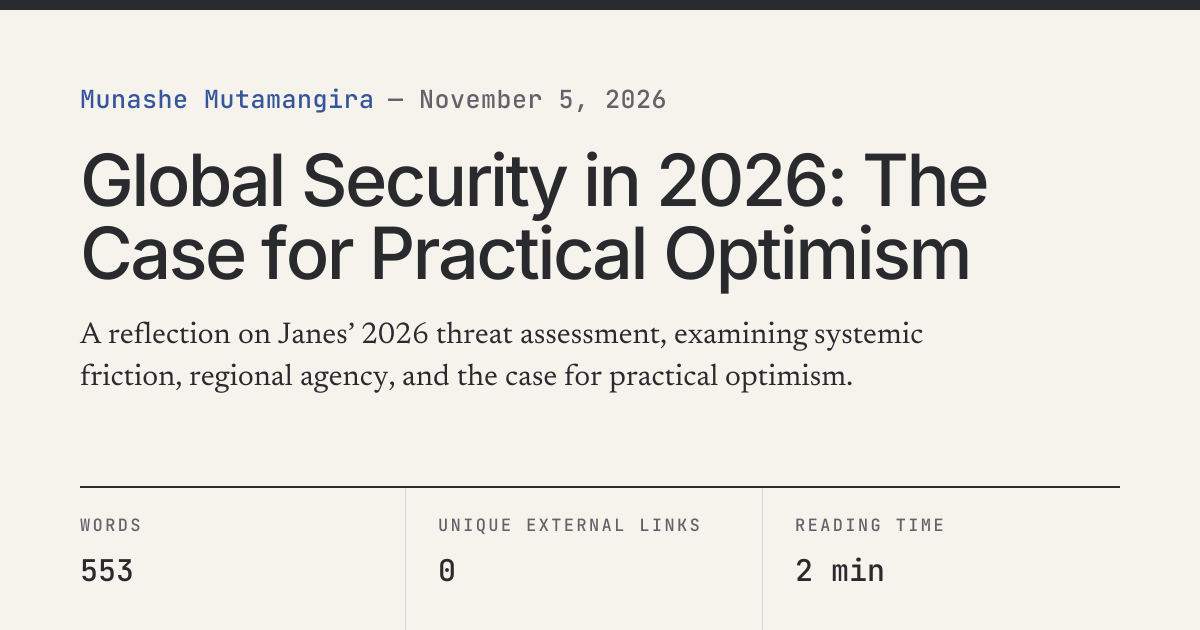 Munashe Mutamangira — November 5, 2026
Global Security in 2026: The
Case for Practical Optimism
A reflection on Janes’ 2026 threat assessment, examining systemic
friction, regional agency, and the case for practical optimism.
WORDS
553
UNIQUE EXTERNAL LINKS
0
READING TIME
2 min